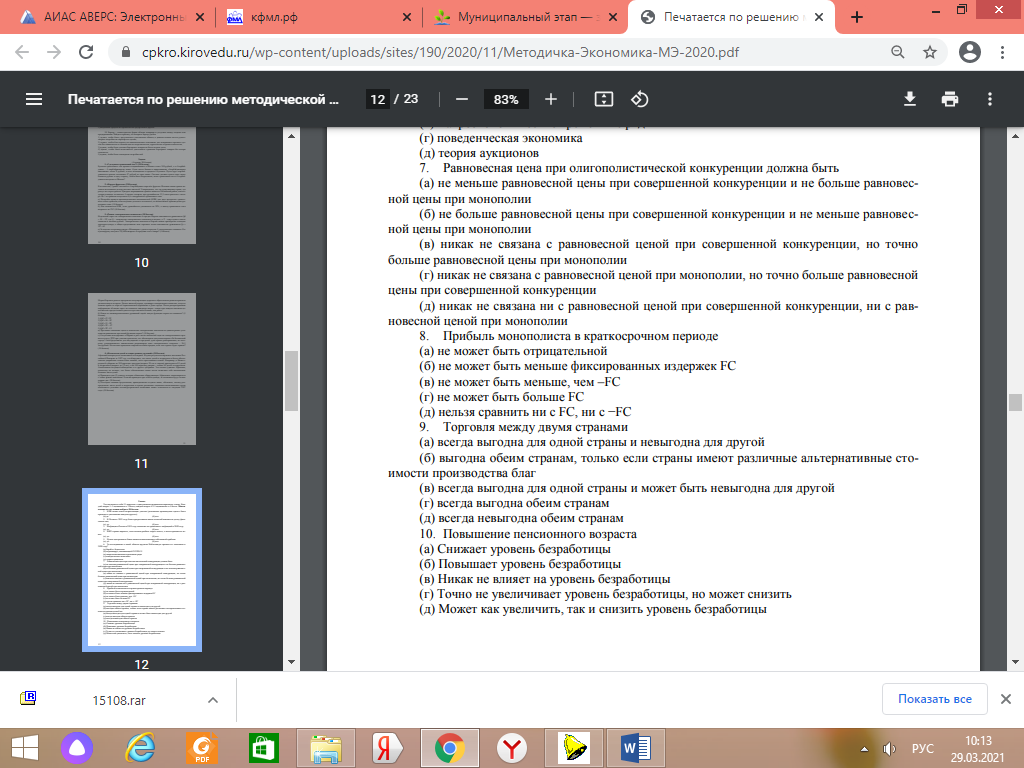 АИАС АВЕРС: Электроннь
кфмл.рф
Муниципальный этап — з
Печатается по решению
cpkro.kirovedu.ru/wp-content/uploads/sites/190/2020/11/Методичка-Экономика-МЭ-2020.pdf
Печатается по решению методической ...
12 / 23
83%
(г) поведенческая экономика
(д) теория аукционов
7. Равновесная цена при олигополистической конкуренции должна быть
(а) не меньше равновесной цены при совершенной конкуренции и не больше равновес-
ной цены при монополии
(б) не больше равновесной цены при совершенной конкуренции и не меньше равновес-
ной цены при монополии
(в) никак не связана с равновесной ценой при совершенной конкуренции, но точно
больше равновесной цены при монополии
(г) никак не связана с равновесной ценой при монополии, но точно больше равновесной
цены при совершенной конкуренции
(д) никак не связана ни с равновесной ценой при совершенной конкуренции, ни с рав-
новесной ценой при монополии
8. Прибыль монополиста в краткосрочном периоде
(а) не может быть отрицательной
(б) не может быть меньше фиксированных издержек FC
(в) не может быть меньше, чем –FC
(г) не может быть больше FC
(д) нельзя сравнить ни с FC, ни с −FC
9. Торговля между двумя странами
(а) всегда выгодна для одной страны и невыгодна для другой
(б) выгодна обеим странам, только если страны имеют различные альтернативные сто-
имости производства благ
(в) всегда выгодна для одной страны и может быть невыгодна для другой
(г) всегда выгодна обеим странам
(д) всегда невыгодна обеим странам
10. Повышение пенсионного возраста
(а) Снижает уровень безработицы
(б) Повышает уровень безработицы
(в) Никак не влияет на уровень безработицы
(г) Точно не увеличивает уровень безработицы, но может снизить
(д) Может как увеличить, так и снизить уровень безработицы
10
11
12
15108.rar
Показать все
PDF
РУС
10:13
29.03.2021